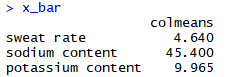 > x_bar
colmeans
sweat rate 4.640
sodium content 45.400
potassium content 9.965